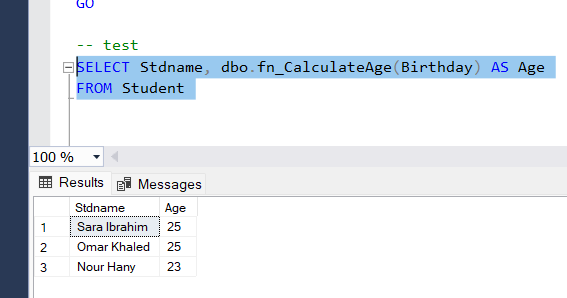 GO
-- test
SELECT Stdname, dbo.fn_CalculateAge(Birthday) AS Age
FROM Student
100 %
Results Messages
Stdname Age
1 Sara Ibrahim 25
2 Omar Khaled 25
3 Nour Hany 23